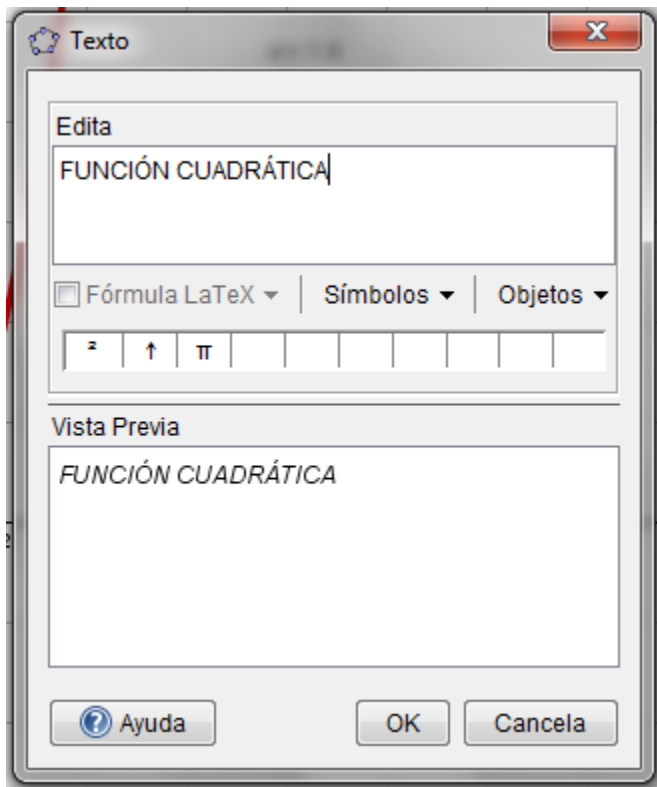 Texto
Edita
FUNCIÓN CUADRÁTICA
Fórmula LaTeX Símbolos Objetos
² ↑ π
Vista Previa
FUNCIÓN CUADRÁTICA
Ayuda OK Cancela